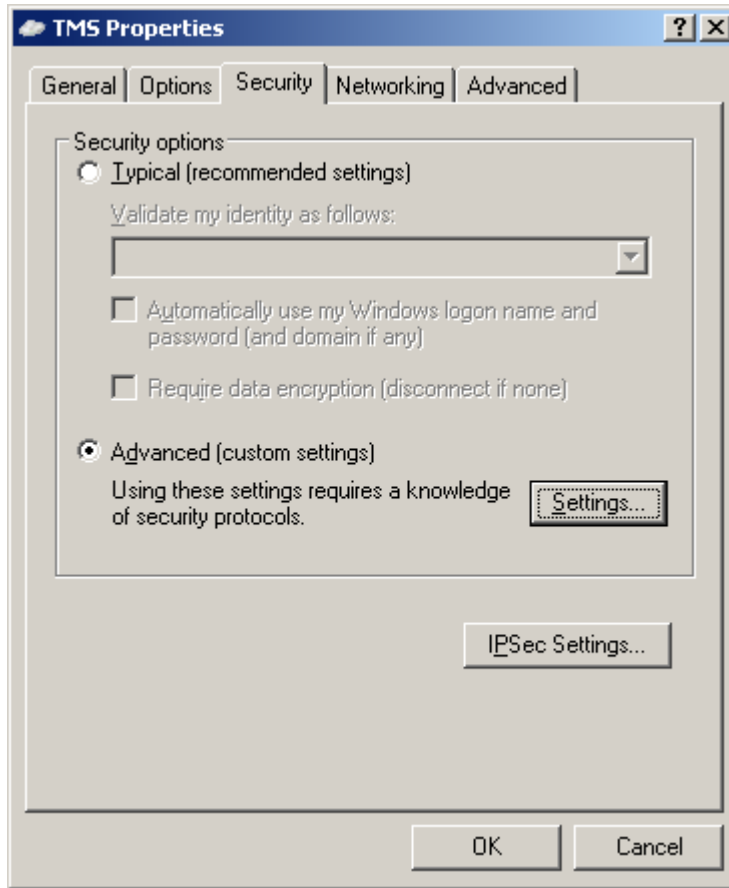 TMS Properties
General Options Security Networking Advanced
Security options
Typical (recommended settings)
Validate my identity as follows:
Automatically use my Windows logon name and
password (and domain if any)
Require data encryption (disconnect if none)
Advanced (custom settings)
Using these settings requires a knowledge
of security protocols.
Settings...
IPSec Settings...
OK Cancel